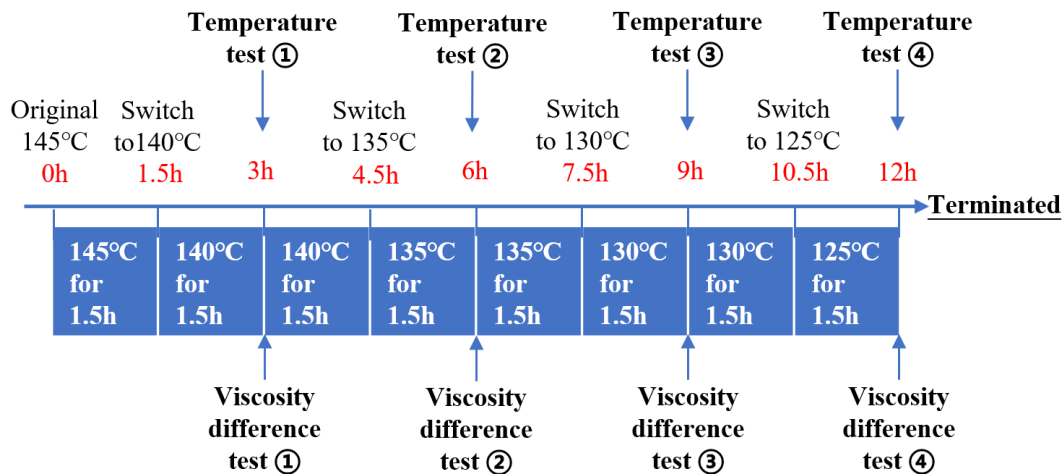 Temperature
test ①
Temperature
test ②
Temperature
test ③
Temperature
test ④
Original
145℃
Switch
to140℃
Switch
to 135℃
Switch
to 130℃
Switch
to 125℃
0h
1.5h
3h
4.5h
6h
7.5h
9h
10.5h
12h
Terminated
145℃
for
1.5h
140℃
for
1.5h
140℃
for
1.5h
135℃
for
1.5h
135℃
for
1.5h
130℃
for
1.5h
130℃
for
1.5h
125℃
for
1.5h
Viscosity
difference
test ①
Viscosity
difference
test ②
Viscosity
difference
test ③
Viscosity
difference
test ④